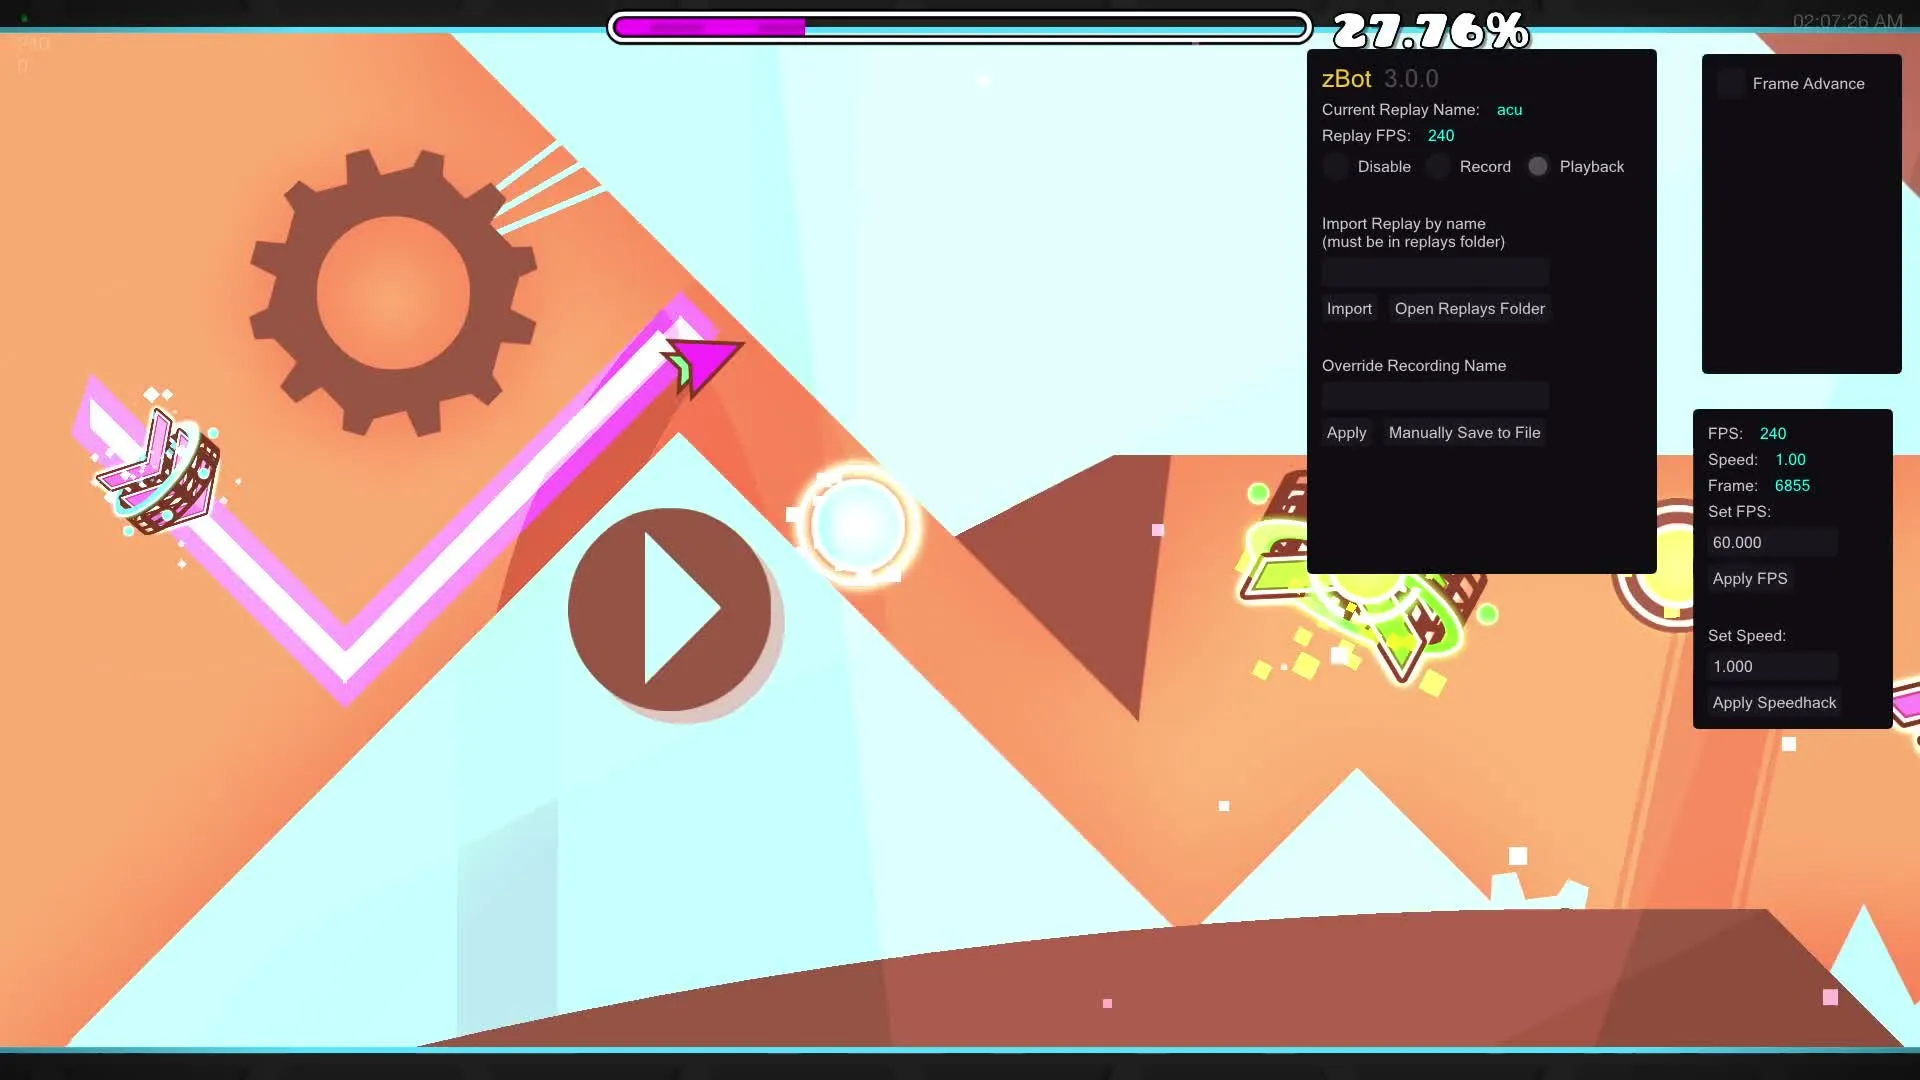 27.76%
02:07:26 AM
240
0
zBot 3.0.0
Current Replay Name: acu
Replay FPS: 240
Disable Record Playback
Import Replay by name
(must be in replays folder)
Import Open Replays Folder
Override Recording Name
Apply Manually Save to File
Frame Advance
FPS: 240
Speed: 1.00
Frame: 6855
Set FPS:
60.000
Apply FPS
Set Speed:
1.000
Apply Speedhack